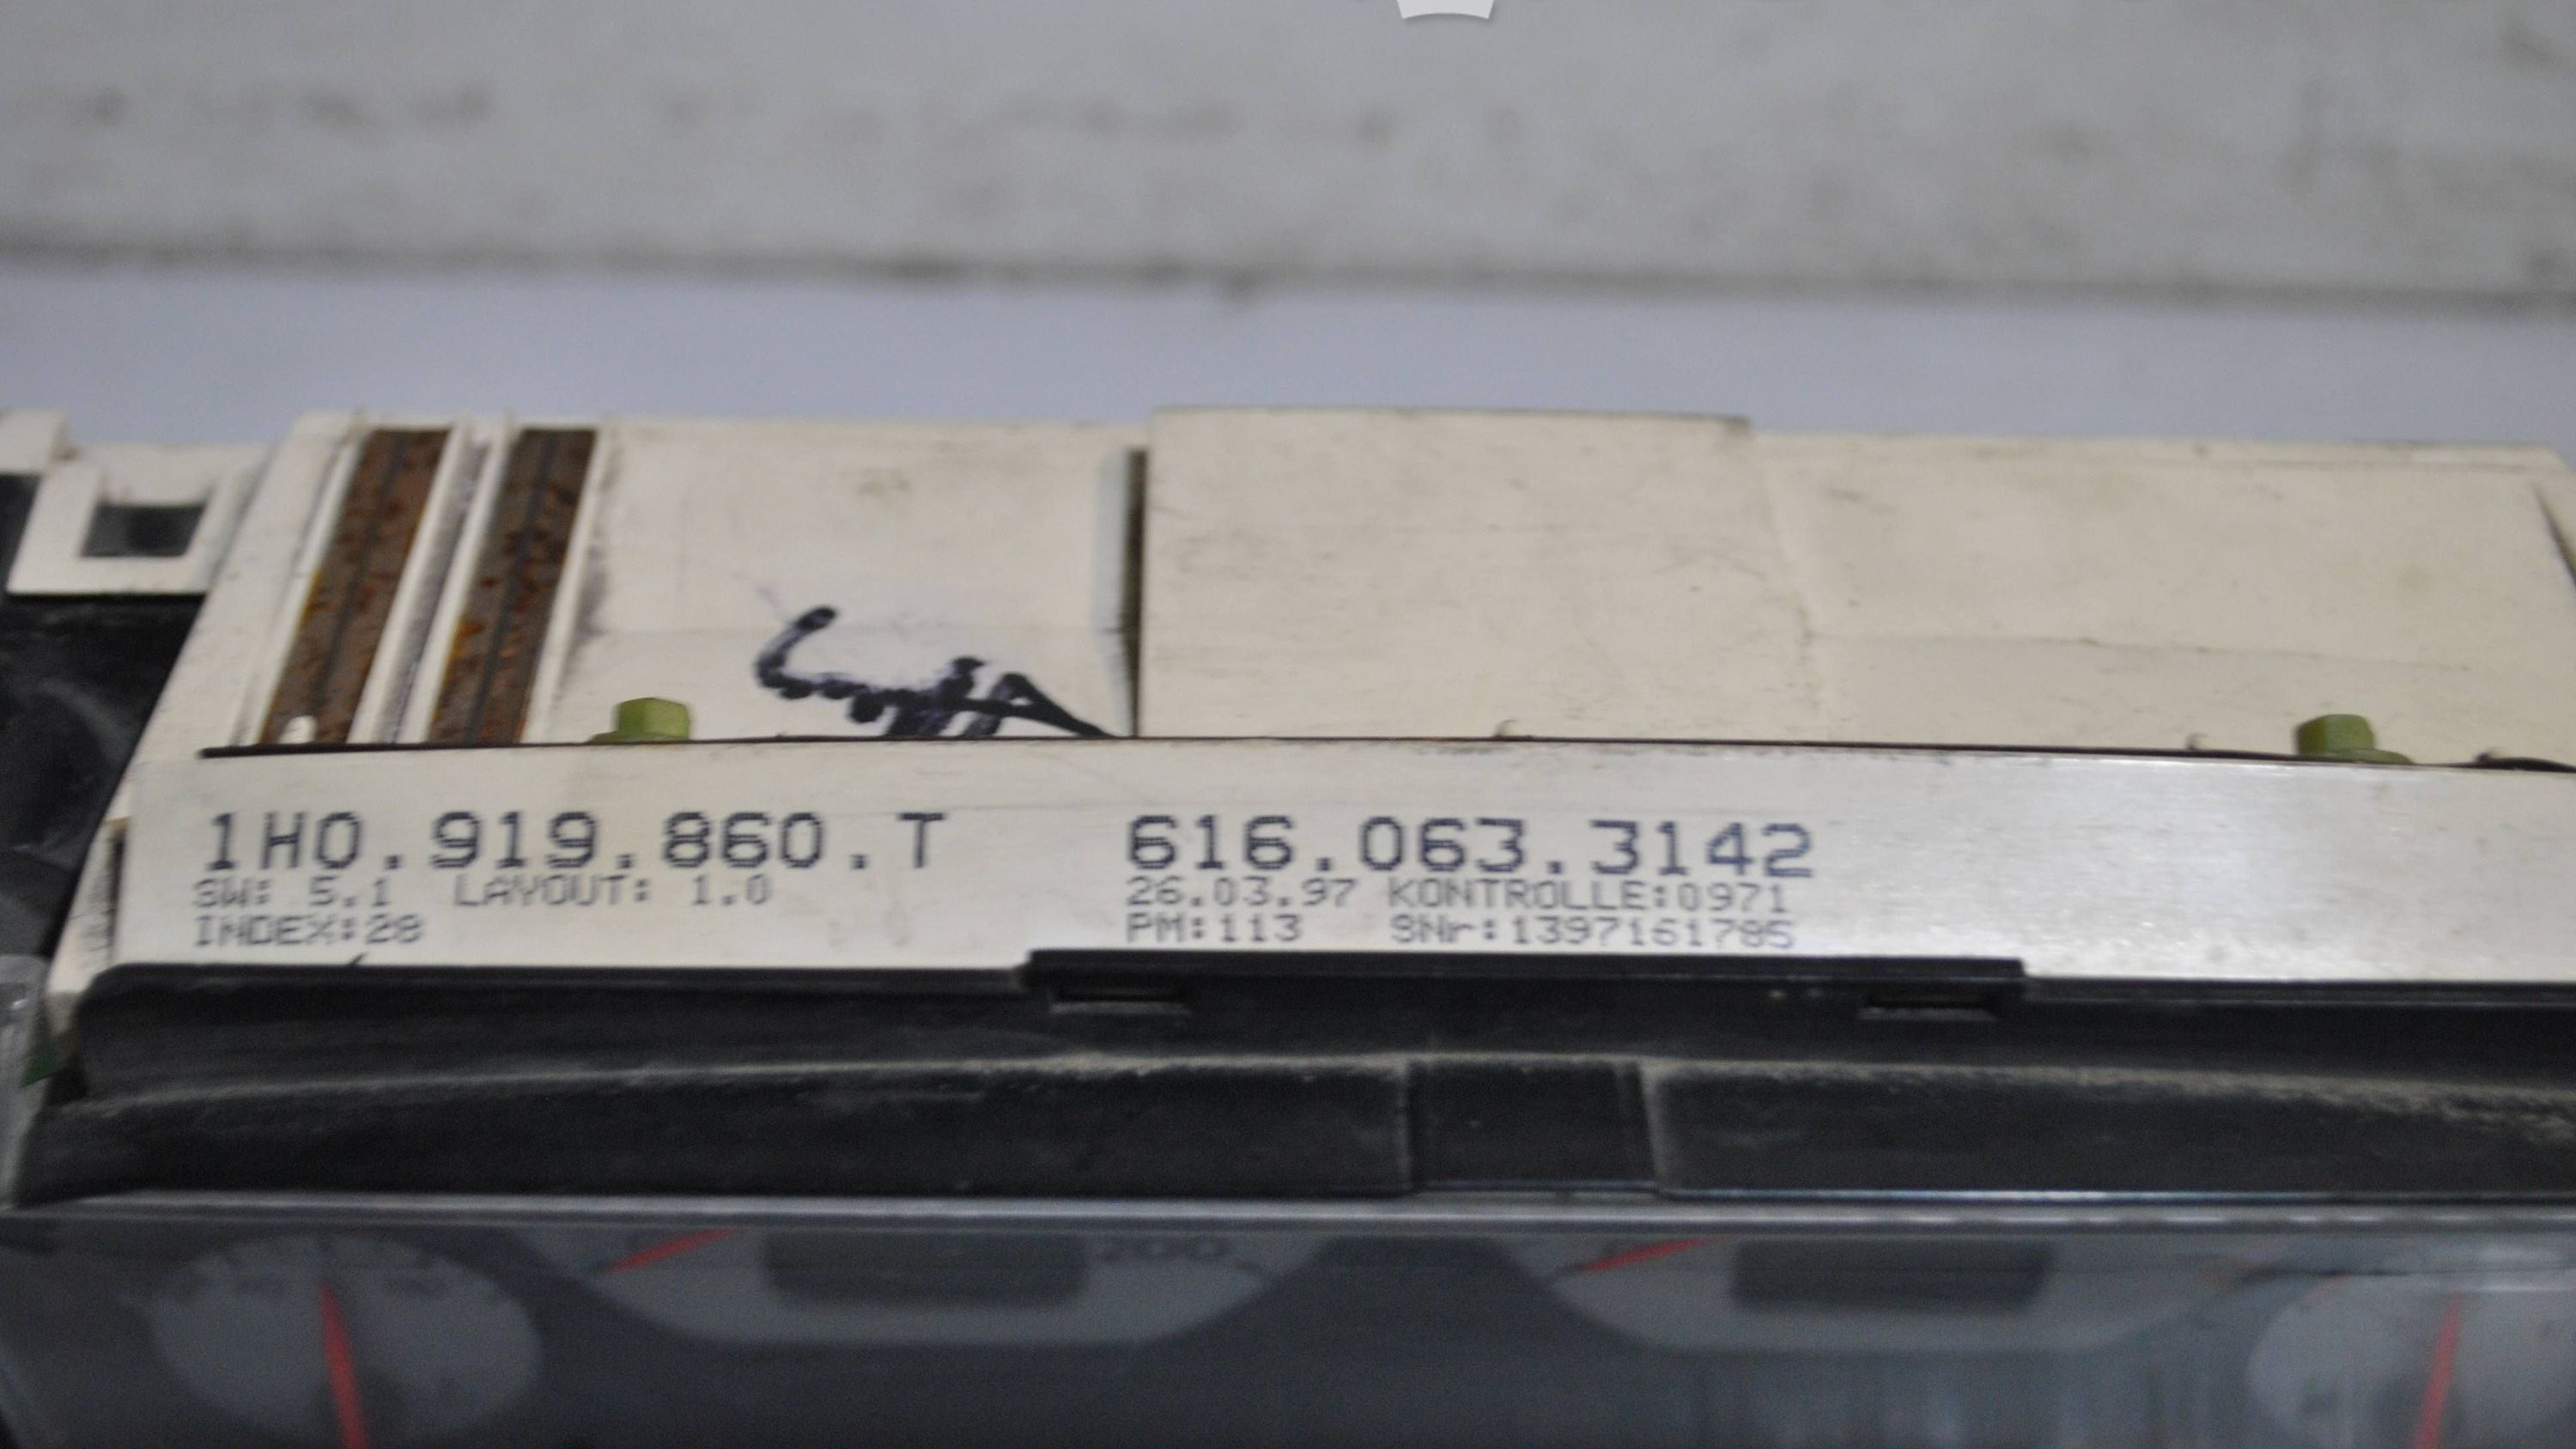 1H0.919.860.T 616.063.3142
SW: 5.1 LAYOUT: 1.0 26.03.97 KONTROLLE:0971
INDEX:28 PM:113 SNr:1397161785
200